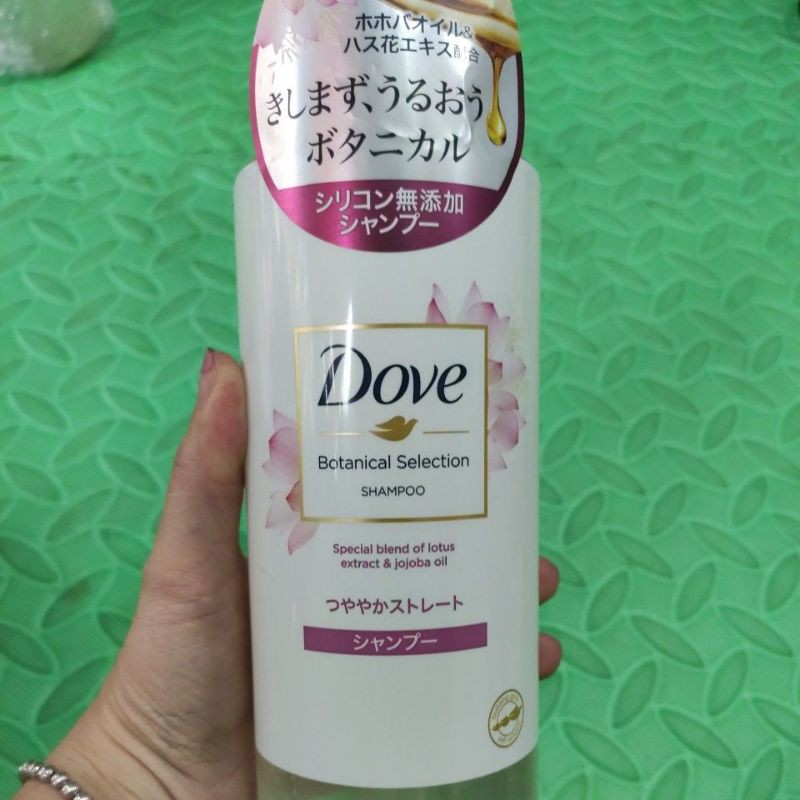 ホホバオイル&
ハス花エキス配合
きしまず、うるおう
ボタニカル
シリコン無添加
シャンプー
Dove
Botanical Selection
SHAMPOO
Special blend of lotus
extract & jojoba oil
つややかストレート
シャンプー